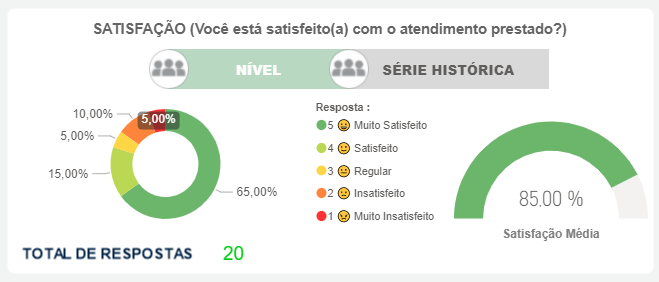 SATISFAÇÃO (Você está satisfeito(a) com o atendimento prestado?)
NÍVEL
SÉRIE HISTÓRICA
10,00%
5,00%
5,00%
15,00%
65,00%
Resposta :
5 Muito Satisfeito
4 Satisfeito
3 Regular
2 Insatisfeito
1 Muito Insatisfeito
85,00 %
Satisfação Média
TOTAL DE RESPOSTAS 20